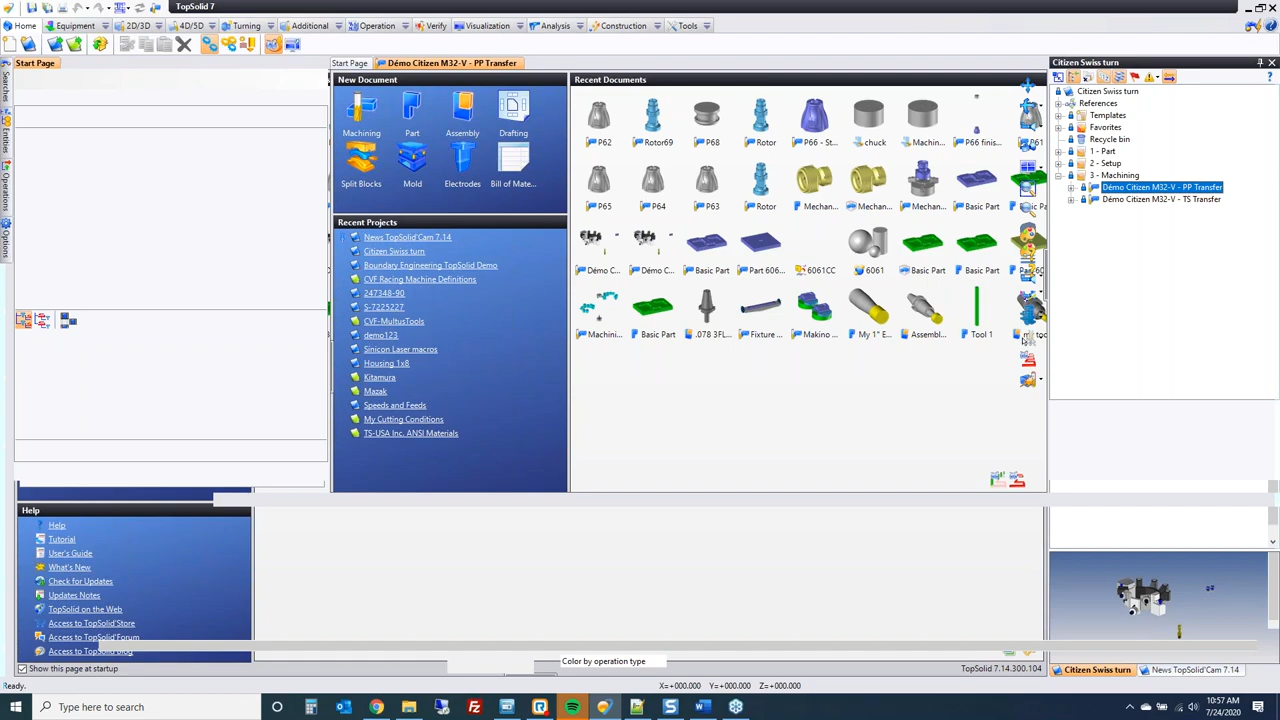 TopSolid 7
Home Equipment 2D/3D 4D/5D Turning Additional Operation Verify Visualization Analysis Construction Tools
Start Page
Searches
Entities
Operations
Options
Start Page Démo Citizen M32-V - PP Transfer
New Document
Machining Part Assembly Drafting
Split Blocks Mold Electrodes Bill of Mate...
Recent Projects
News TopSolid'Cam 7.14
Citizen Swiss turn
Boundary Engineering TopSolid Demo
CVF Racing Machine Definitions
247348-90
S-7225227
CVF-MultusTools
demo123
Sinicon Laser macros
Housing 1x8
Kitamura
Mazak
Speeds and Feeds
My Cutting Conditions
TS-USA Inc. ANSI Materials
Recent Documents
P62 Rotor69 P68 Rotor P66 - St... chuck Machin... P66 finis... P61
P65 P64 P63 Rotor Mechan... Mechan... Mechan... Basic Part
Démo C... Démo C... Basic Part Part 606... 6061CC 6061 Basic Part Basic Part
Machini... Basic Part .078 3FL... Fixture ... Makino ... My 1" E... Assembl... Tool 1
Citizen Swiss turn
Citizen Swiss turn
References
Templates
Favorites
Recycle bin
1 - Part
2 - Setup
3 - Machining
Démo Citizen M32-V - PP Transfer
Démo Citizen M32-V - TS Transfer
Help
Help
Tutorial
User's Guide
What's New
Check for Updates
Updates Notes
TopSolid on the Web
Access to TopSolid'Store
Access to TopSolid'Forum
Access to TopSolid'Blog
Show this page at startup
Color by operation type
TopSolid 7.14.300.104
Citizen Swiss turn News TopSolid'Cam 7.14
Ready. X=+000.000 Y=+000.000 Z=+000.000
Type here to search
10:57 AM
7/24/2020